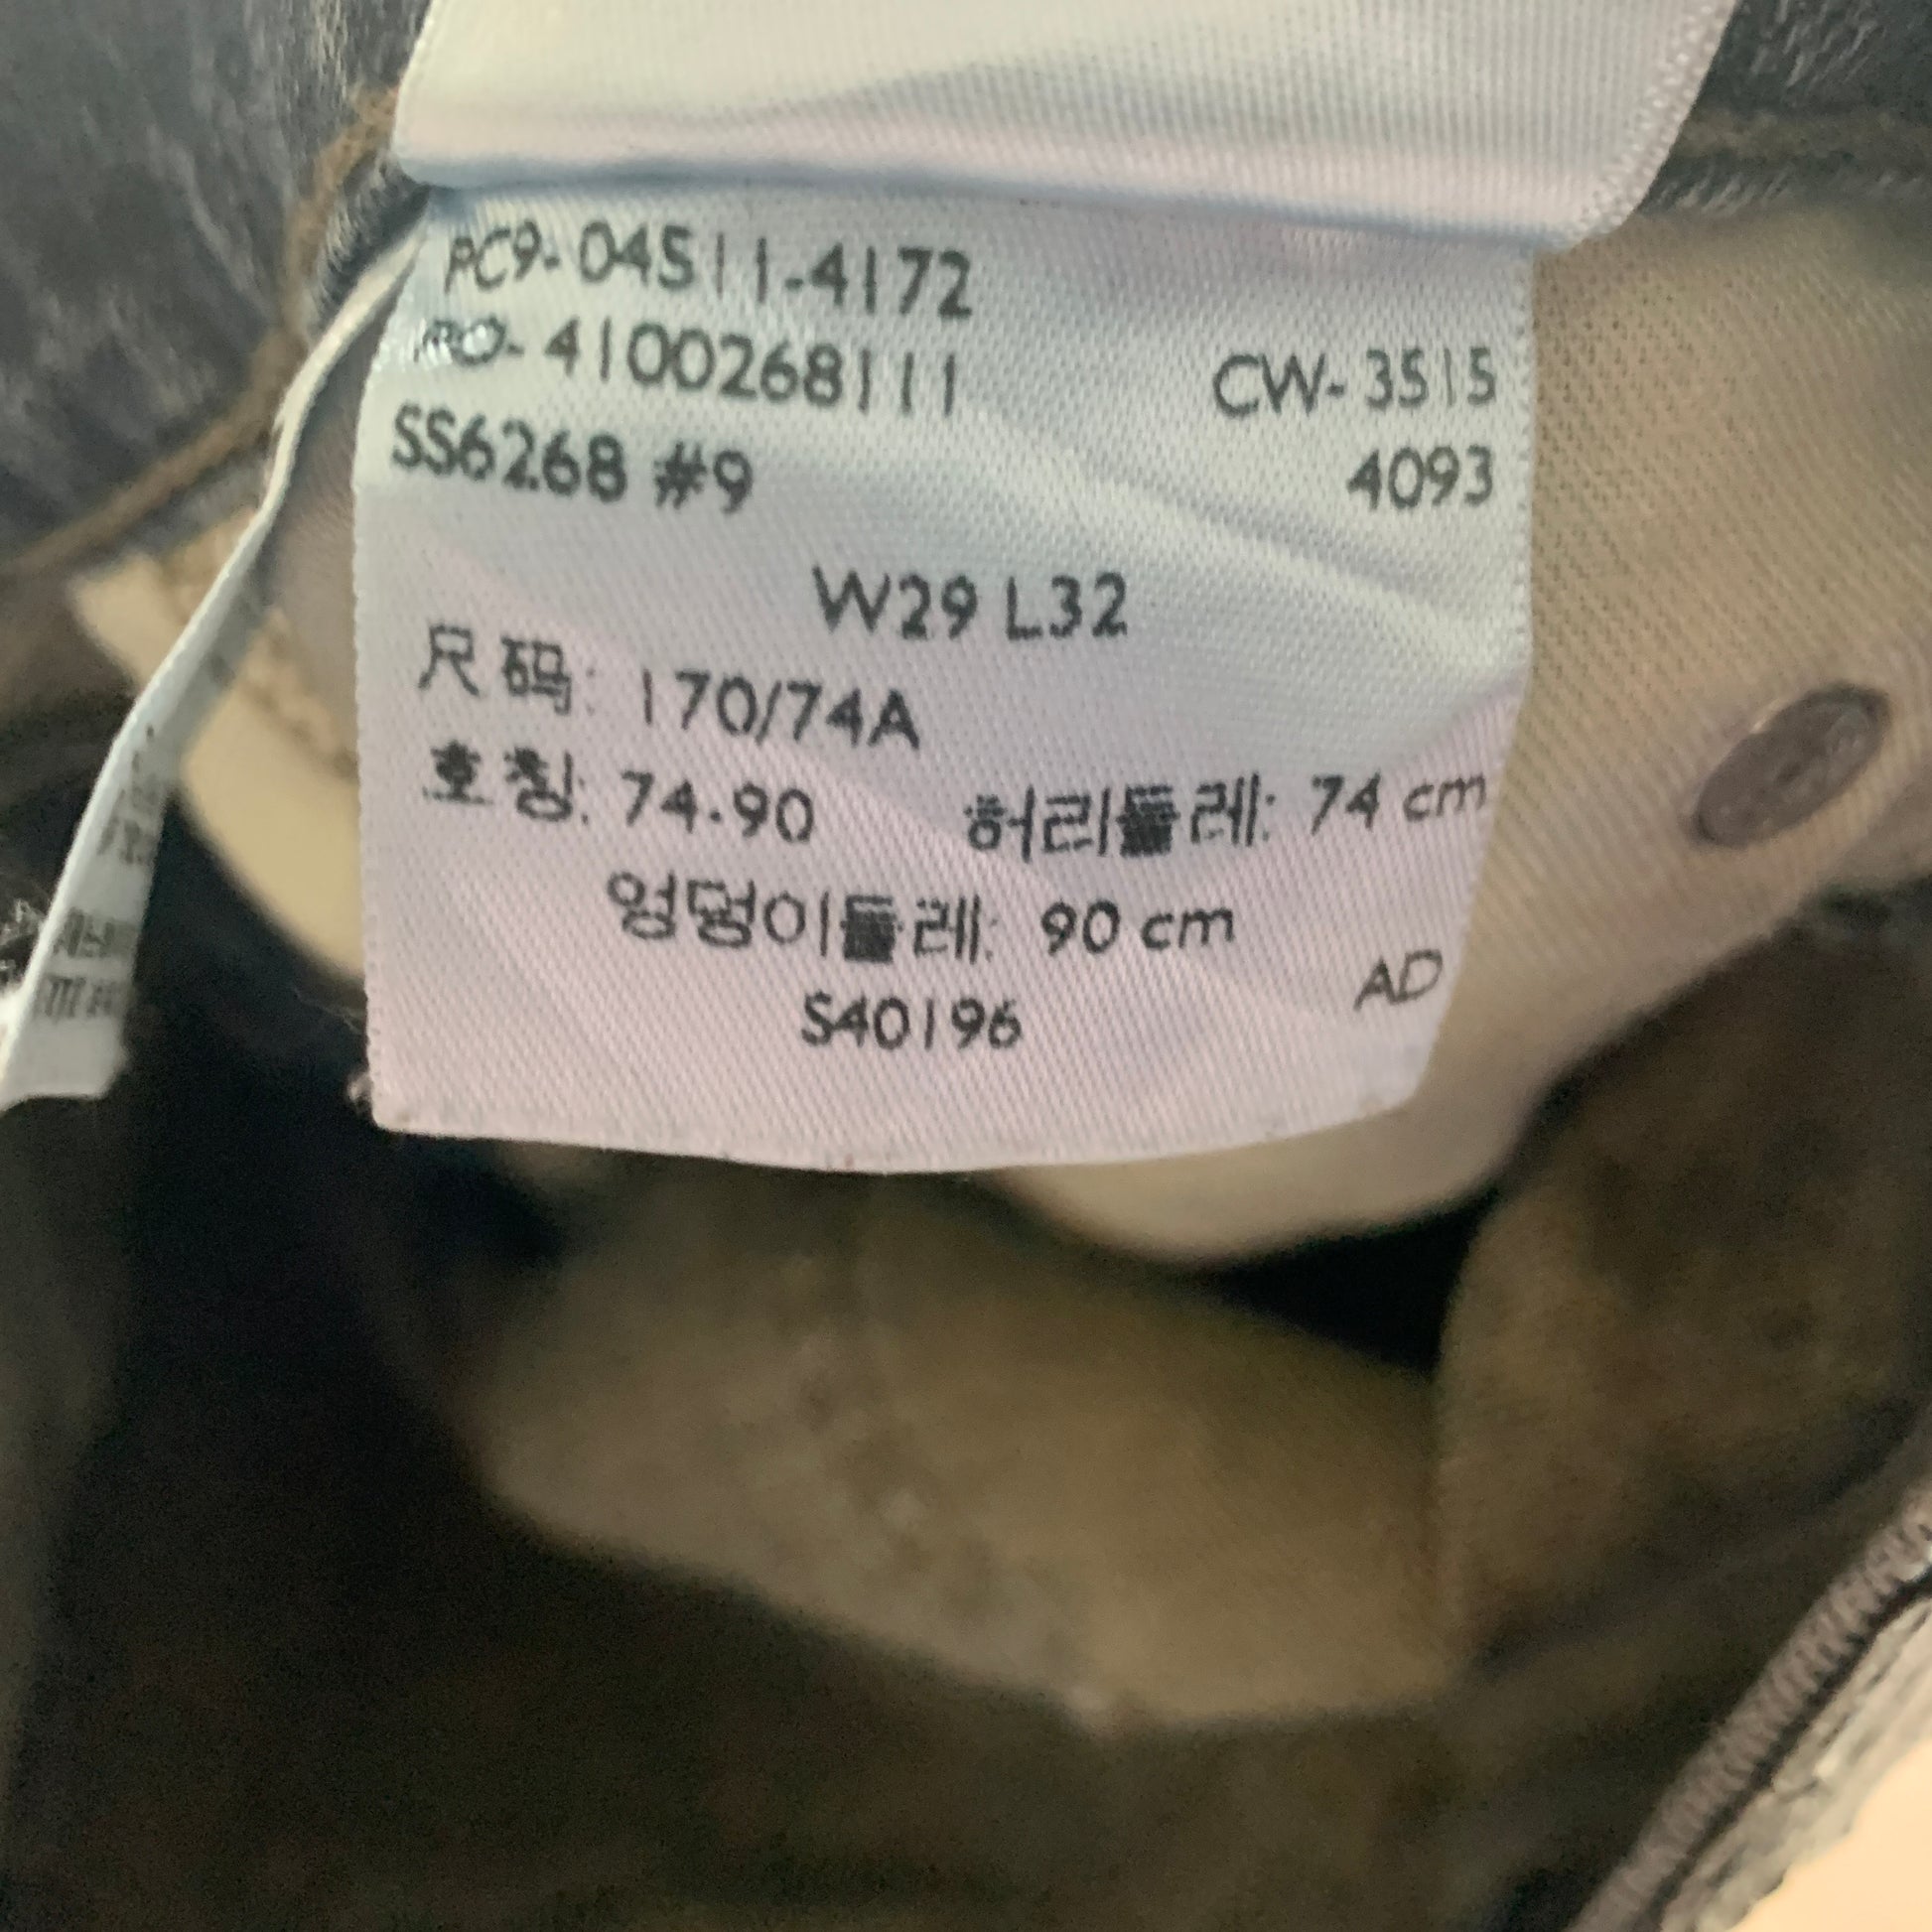 PC9-04511-4172
PO-4100268111 CW-3515
SS6268 #9 4093
W29 L32
尺码: 170/74A
호칭: 74-90 허리둘레: 74 cm
엉덩이둘레: 90 cm
AD
S40196